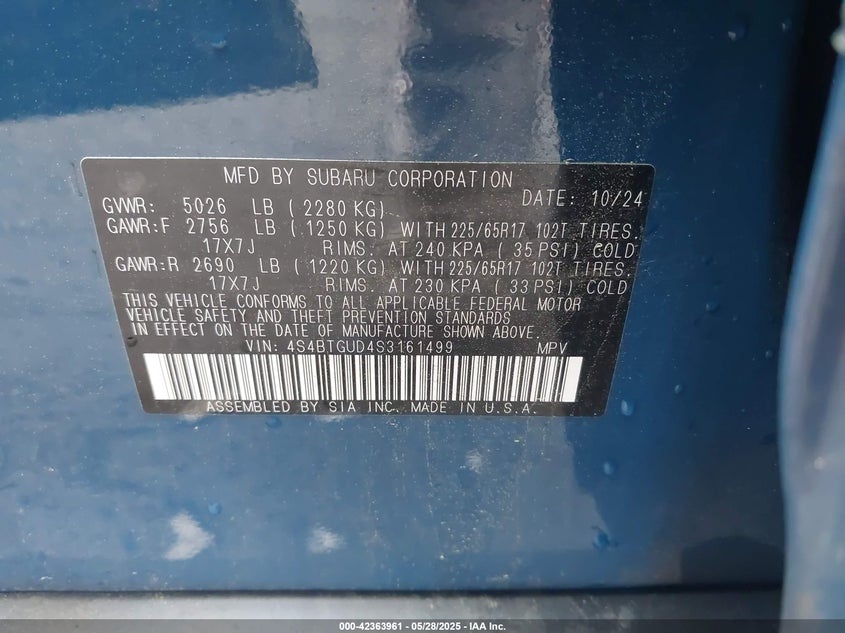 MFD BY SUBARU CORPORATION
DATE: 10/24
GVWR: 5026 LB ( 2280 KG)
GAWR:F 2756 LB ( 1250 KG) WITH 225/65R17 102T TIRES.
17X7J RIMS. AT 240 KPA ( 35 PSI) COLD
GAWR:R 2690 LB ( 1220 KG) WITH 225/65R17 102T TIRES.
17X7J RIMS. AT 230 KPA ( 33 PSI) COLD
THIS VEHICLE CONFORMS TO ALL APPLICABLE FEDERAL MOTOR
VEHICLE SAFETY AND THEFT PREVENTION STANDARDS
IN EFFECT ON THE DATE OF MANUFACTURE SHOWN ABOVE.
VIN: 4S4BTGUD4S3161499 MPV
ASSEMBLED BY SIA INC. MADE IN U.S.A.
000-42363961 - 05/28/2025 - IAA Inc.